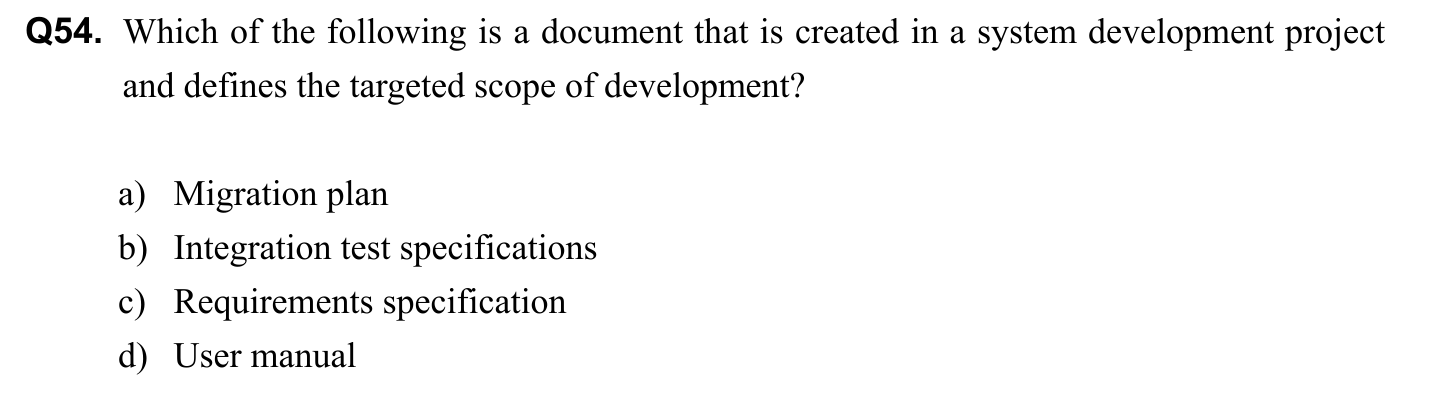 Q54. Which of the following is a document that is created in a system development project
and defines the targeted scope of development?
a) Migration plan
b) Integration test specifications
c) Requirements specification
d) User manual